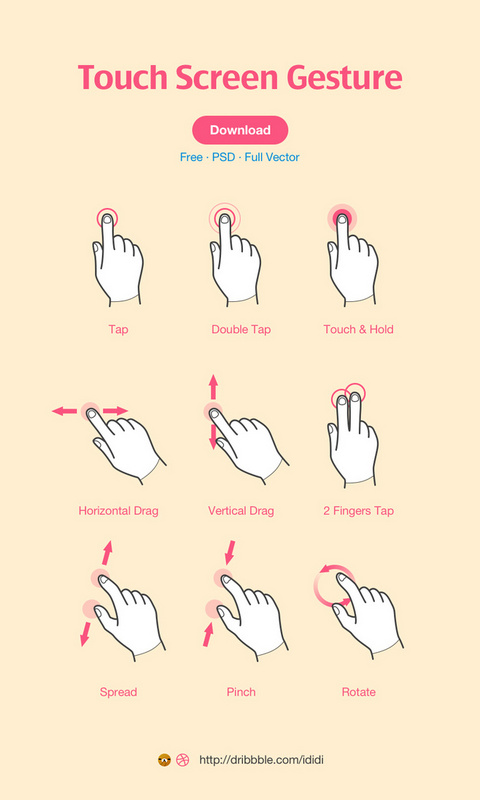 Touch Screen Gesture
Download
Free · PSD · Full Vector
Tap
Double Tap
Touch & Hold
Horizontal Drag
Vertical Drag
2 Fingers Tap
Spread
Pinch
Rotate
http://dribbble.com/ididi